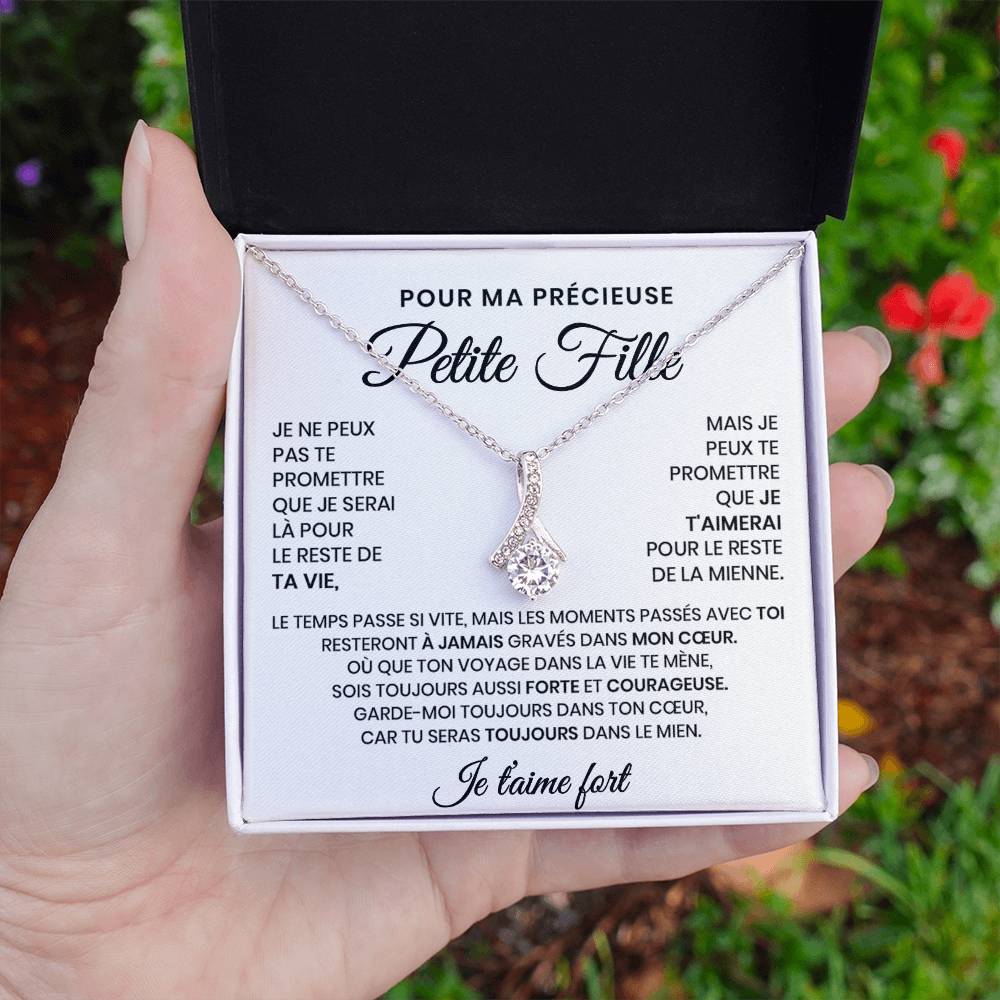 POUR MA PRÉCIEUSE
Petite Fille
JE NE PEUX
PAS TE
PROMETTRE
QUE JE SERAI
LÀ POUR
LE RESTE DE
TA VIE,
MAIS JE
PEUX TE
PROMETTRE
QUE JE
T'AIMERAI
POUR LE RESTE
DE LA MIENNE.
LE TEMPS PASSE SI VITE, MAIS LES MOMENTS PASSÉS AVEC TOI
RESTERONT À JAMAIS GRAVÉS DANS MON CŒUR.
OÙ QUE TON VOYAGE DANS LA VIE TE MÈNE,
SOIS TOUJOURS AUSSI FORTE ET COURAGEUSE.
GARDE-MOI TOUJOURS DANS TON CŒUR,
CAR TU SERAS TOUJOURS DANS LE MIEN.
Je t'aime fort